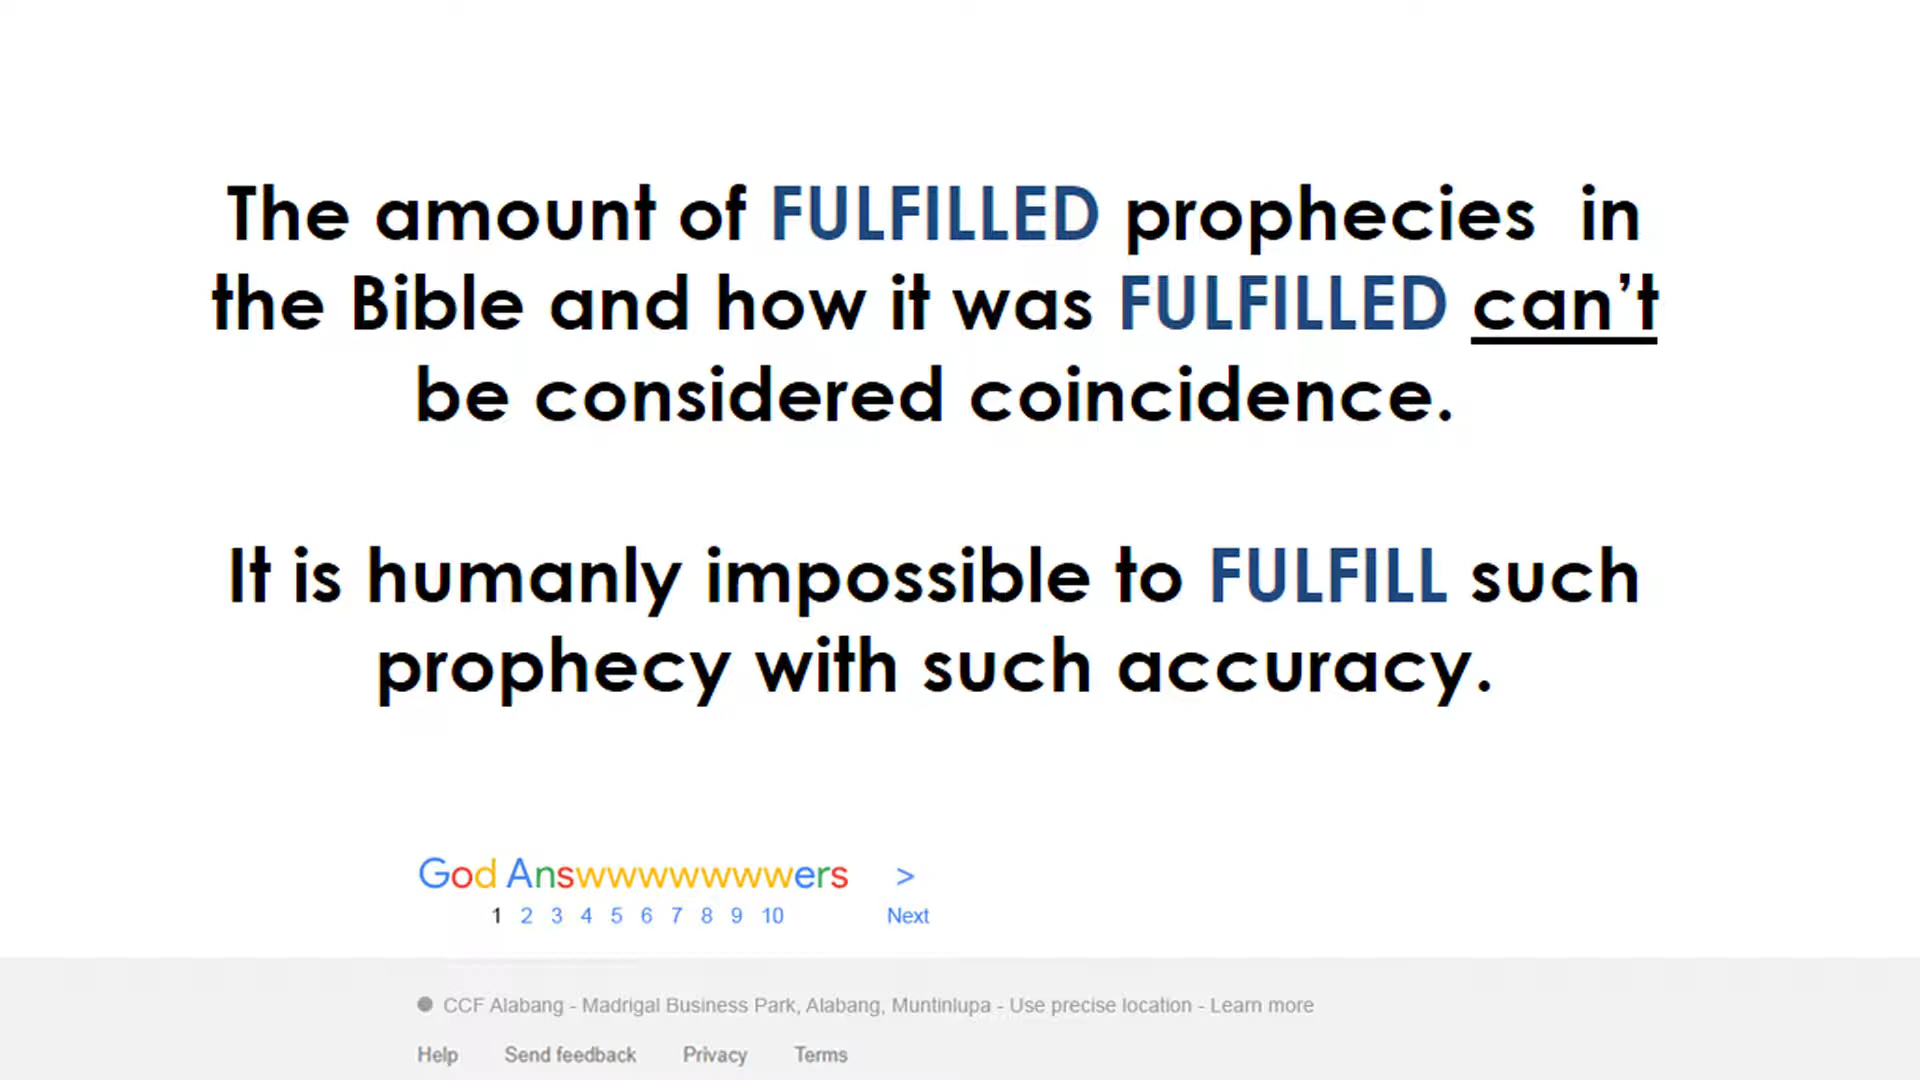 The amount of FULFILLED prophecies in
the Bible and how it was FULFILLED can't
be considered coincidence.
It is humanly impossible to FULFILL such
prophecy with such accuracy.
God Answwwwwwwers >
1 2 3 4 5 6 7 8 9 10 Next
CCF Alabang - Madrigal Business Park, Alabang, Muntinlupa - Use precise location - Learn more
Help Send feedback Privacy Terms